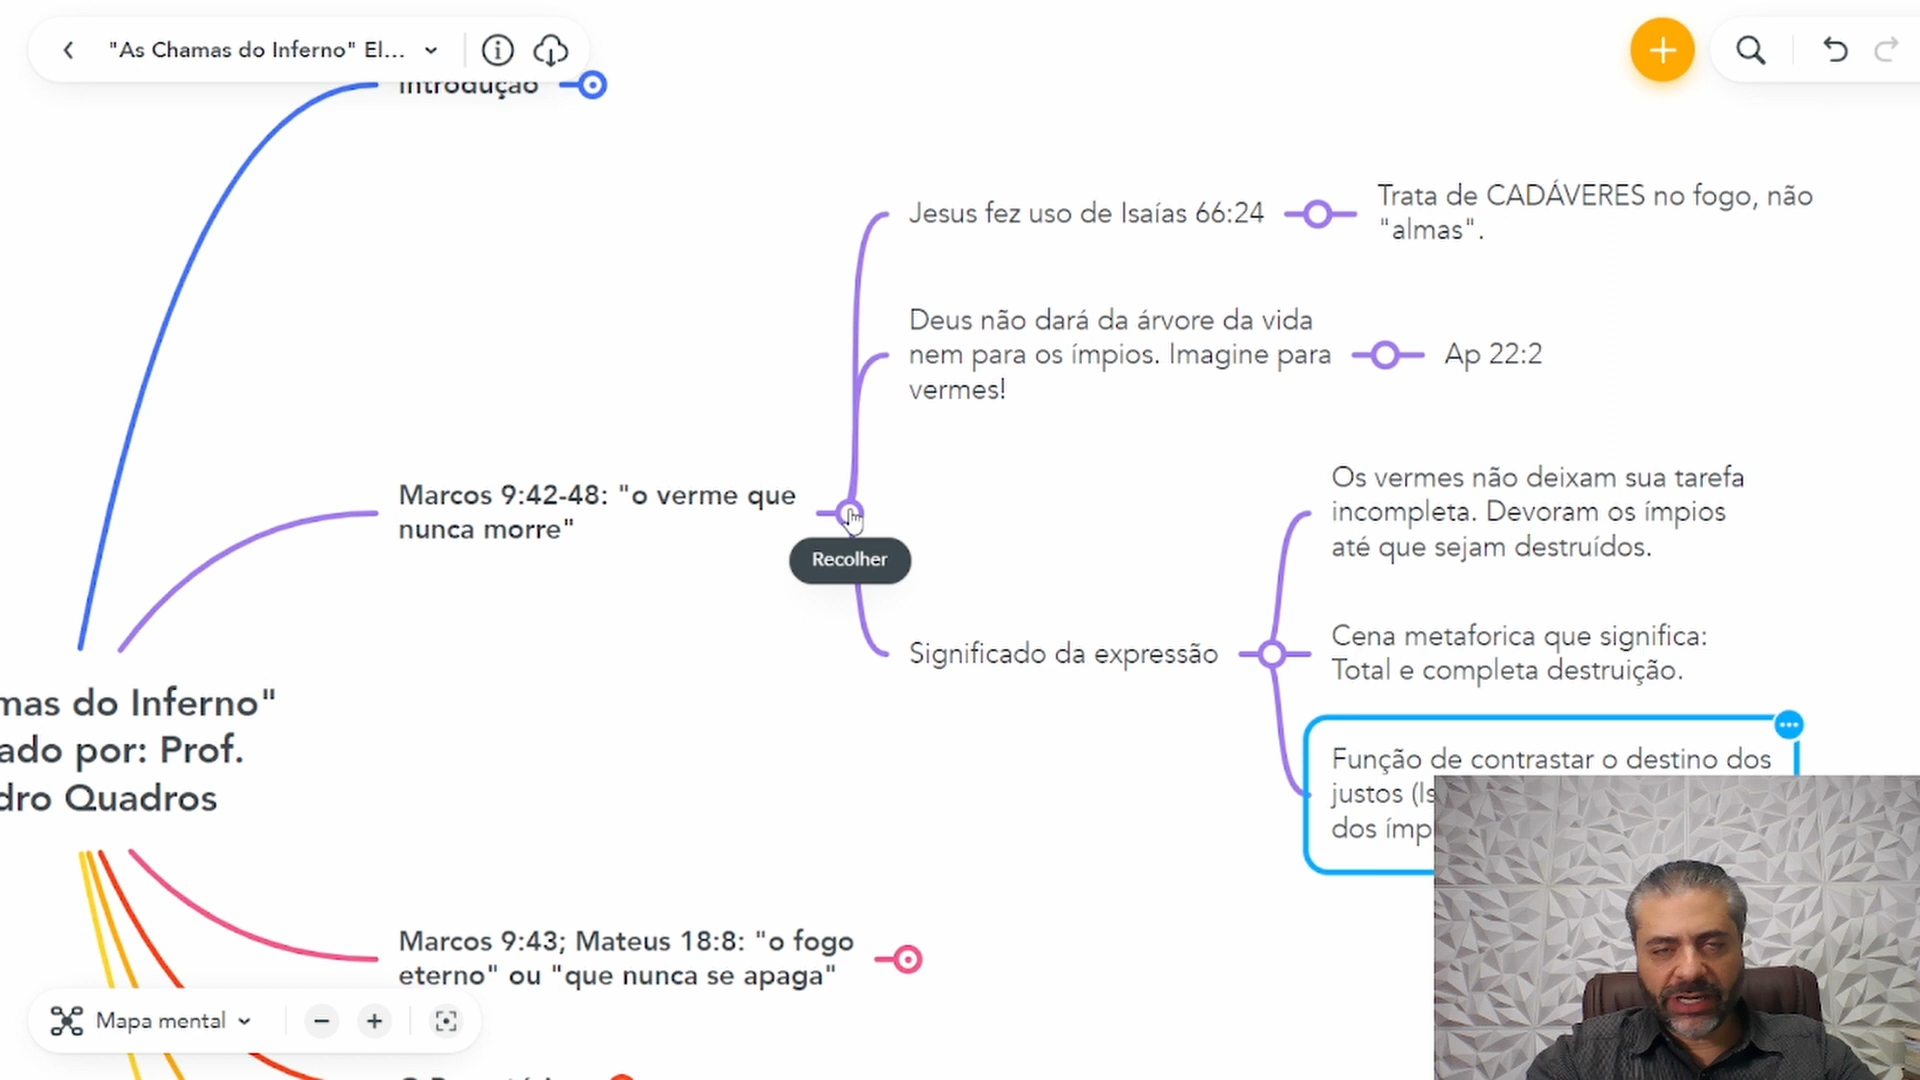 "As Chamas do Inferno" El...
Introdução
Jesus fez uso de Isaías 66:24
Trata de CADÁVERES no fogo, não
"almas".
Deus não dará da árvore da vida
nem para os ímpios. Imagine para
vermes!
Ap 22:2
Marcos 9:42-48: "o verme que
nunca morre"
Recolher
Significado da expressão
Os vermes não deixam sua tarefa
incompleta. Devoram os ímpios
até que sejam destruídos.
Cena metaforica que significa:
Total e completa destruição.
Função de contrastar o destino dos
justos (Is
dos ímp
mas do Inferno"
ado por: Prof.
dro Quadros
Marcos 9:43; Mateus 18:8: "o fogo
eterno" ou "que nunca se apaga"
Mapa mental